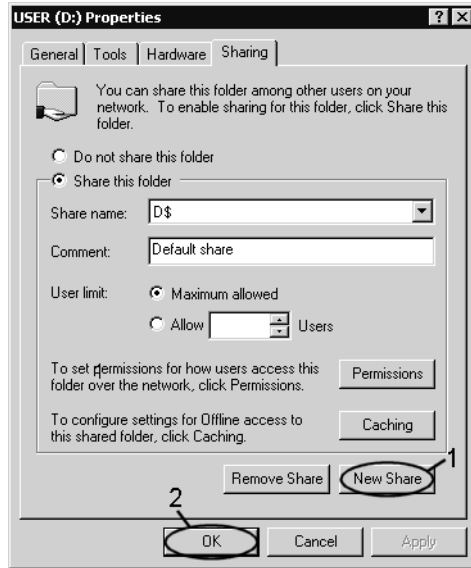 USER (D:) Properties
General Tools Hardware Sharing
You can share this folder among other users on your
network. To enable sharing for this folder, click Share this
folder.
Do not share this folder
Share this folder
Share name: D$
Comment: Default share
User limit: Maximum allowed
Allow Users
To set permissions for how users access this
folder over the network, click Permissions.
Permissions
To configure settings for Offline access to
this shared folder, click Caching.
Caching
1
Remove Share New Share
2
OK Cancel Apply